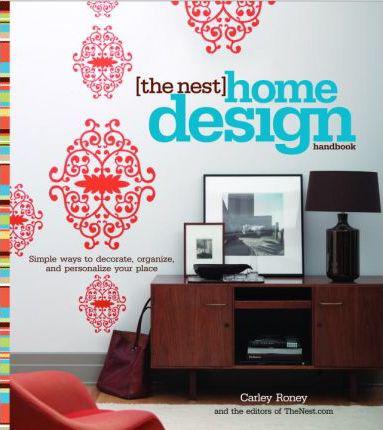 [the nest] home
design
handbook
Simple ways to decorate, organize,
and personalize your place
Carley Roney
and the editors of TheNest.com